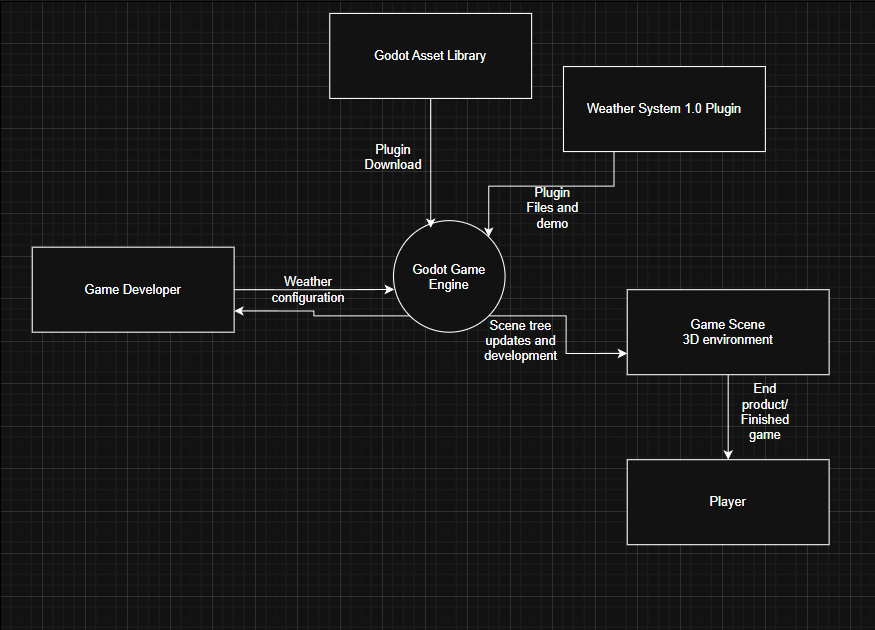 Godot Asset Library
Weather System 1.0 Plugin
Plugin
Download
Plugin
Files and
demo
Game Developer
Weather
configuration
Godot Game
Engine
Scene tree
updates and
development
Game Scene
3D environment
End
product/
Finished
game
Player